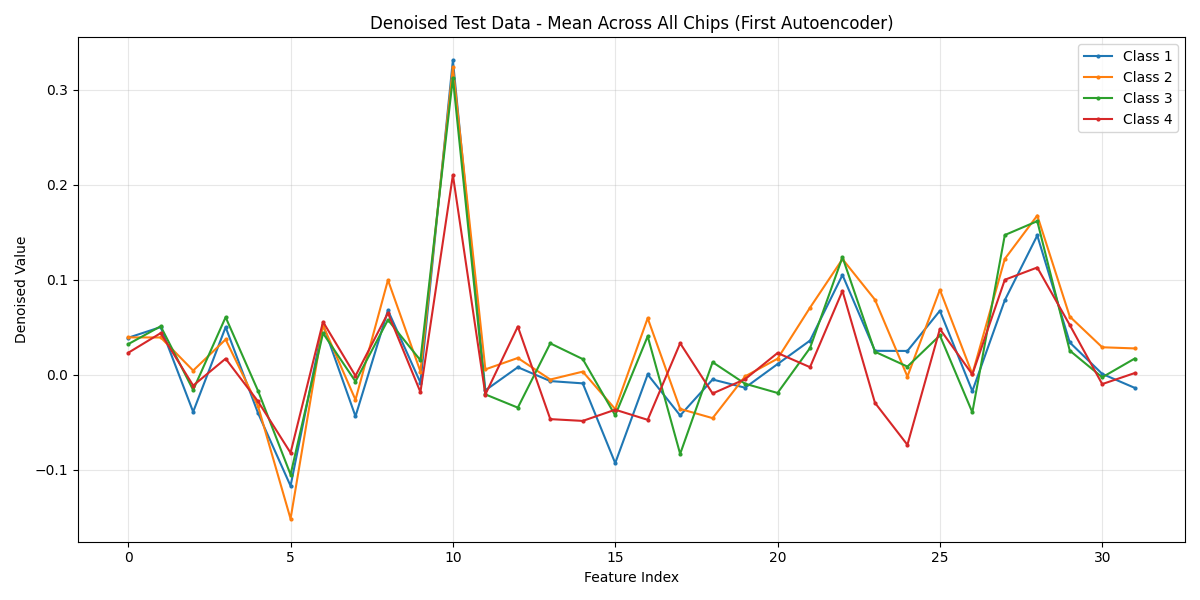 Denoised Test Data - Mean Across All Chips (First Autoencoder)
Class 1
Class 2
Class 3
Class 4
Denoised Value
0.3
0.2
0.1
0.0
−0.1
0 5 10 15 20 25 30
Feature Index